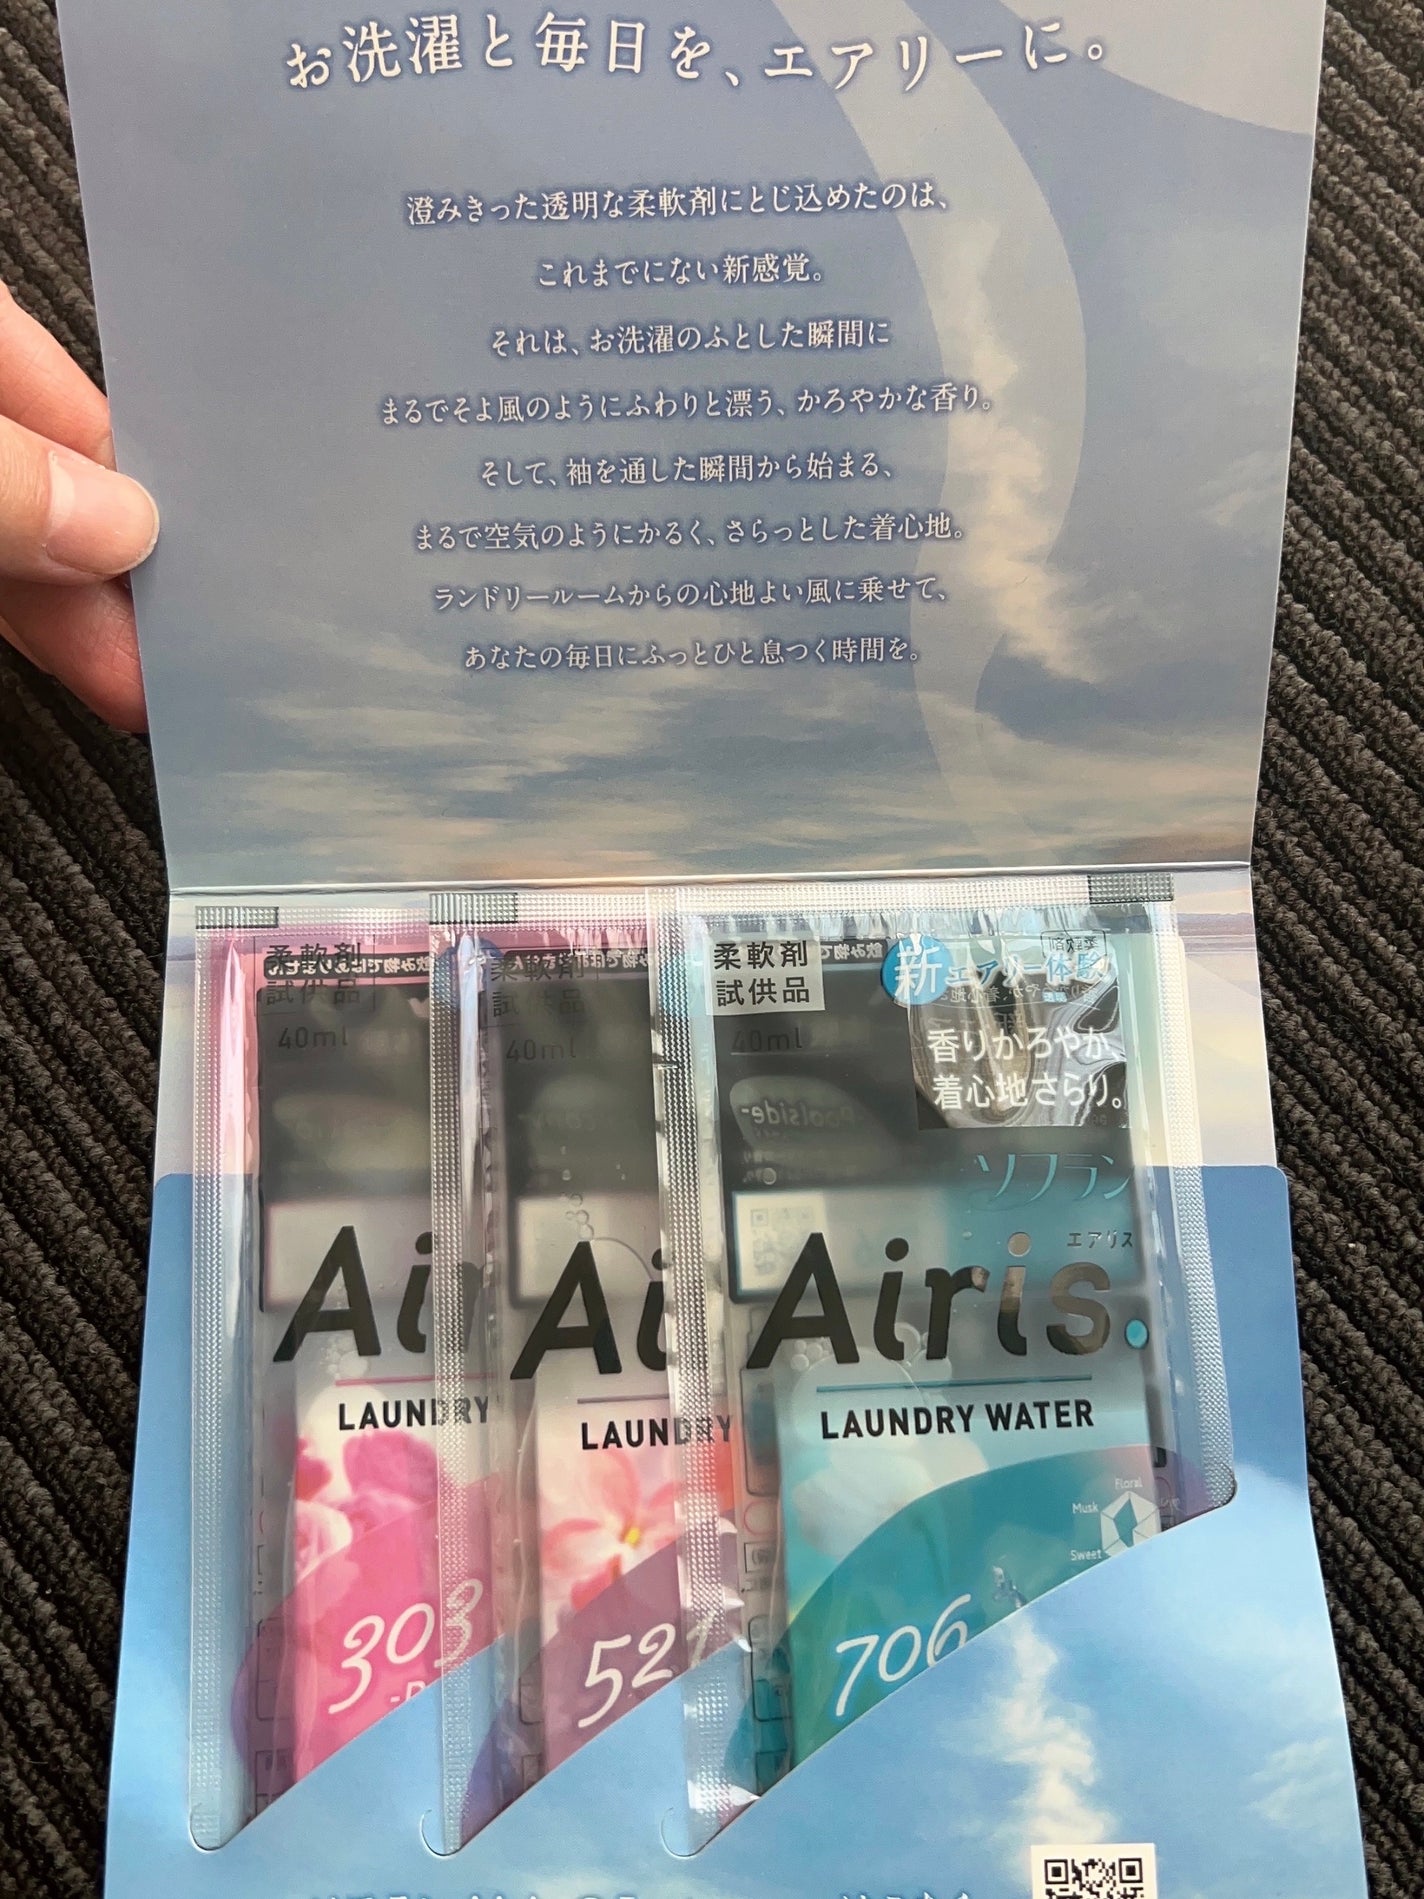 お洗濯と毎日を、エアリーに。
澄みきった透明な柔軟剤にとじ込めたのは、
これまでにない新感覚。
それは、お洗濯のふとした瞬間に
まるでそよ風のようにふわりと漂う、かろやかな香り。
そして、袖を通した瞬間から始まる、
まるで空気のようにかるく、さらっとした着心地。
ランドリールームからの心地よい風に乗せて、
あなたの毎日にふっとひと息つく時間を。
柔軟剤
試供品
40ml
Air
LAUNDRY
303
柔軟剤
試供品
40ml
Ai
LAUNDRY
52
柔軟剤
試供品
40ml
新エアリー体験
香りかろやか、
着心地さらり。
ソフラン
エアリス
Airis.
LAUNDRY WATER
Floral
Musk
Sweet
706